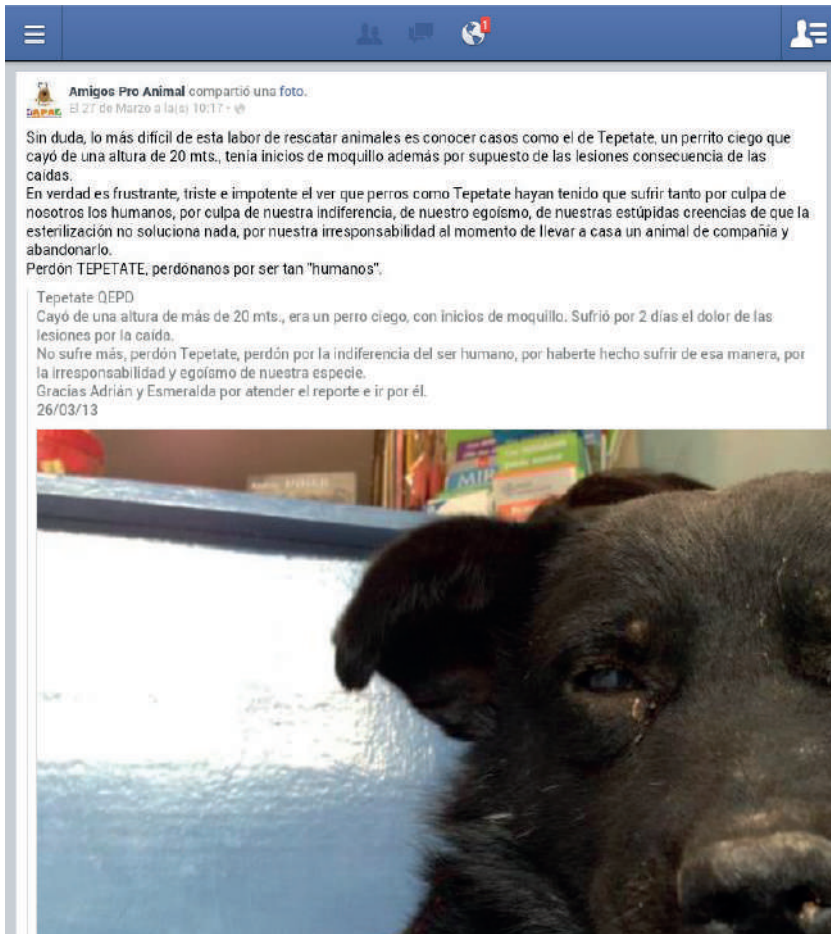 1
Amigos Pro Animal compartió una foto.
El 27 de Marzo a la(s) 10:17 •
Sin duda, lo más difícil de esta labor de rescatar animales es conocer casos como el de Tepetate, un perrito ciego que
cayó de una altura de 20 mts., tenía inicios de moquillo además por supuesto de las lesiones consecuencia de las
caídas.
En verdad es frustrante, triste e impotente el ver que perros como Tepetate hayan tenido que sufrir tanto por culpa de
nosotros los humanos, por culpa de nuestra indiferencia, de nuestro egoísmo, de nuestras estúpidas creencias de que la
esterilización no soluciona nada, por nuestra irresponsabilidad al momento de llevar a casa un animal de compañía y
abandonarlo.
Perdón TEPETATE, perdónanos por ser tan "humanos".
Tepetate QEPD
Cayó de una altura de más de 20 mts., era un perro ciego, con inicios de moquillo. Sufrió por 2 días el dolor de las
lesiones por la caída.
No sufre más, perdón Tepetate, perdón por la indiferencia del ser humano, por haberte hecho sufrir de esa manera, por
la irresponsabilidad y egoísmo de nuestra especie.
Gracias Adrián y Esmeralda por atender el reporte e ir por él.
26/03/13